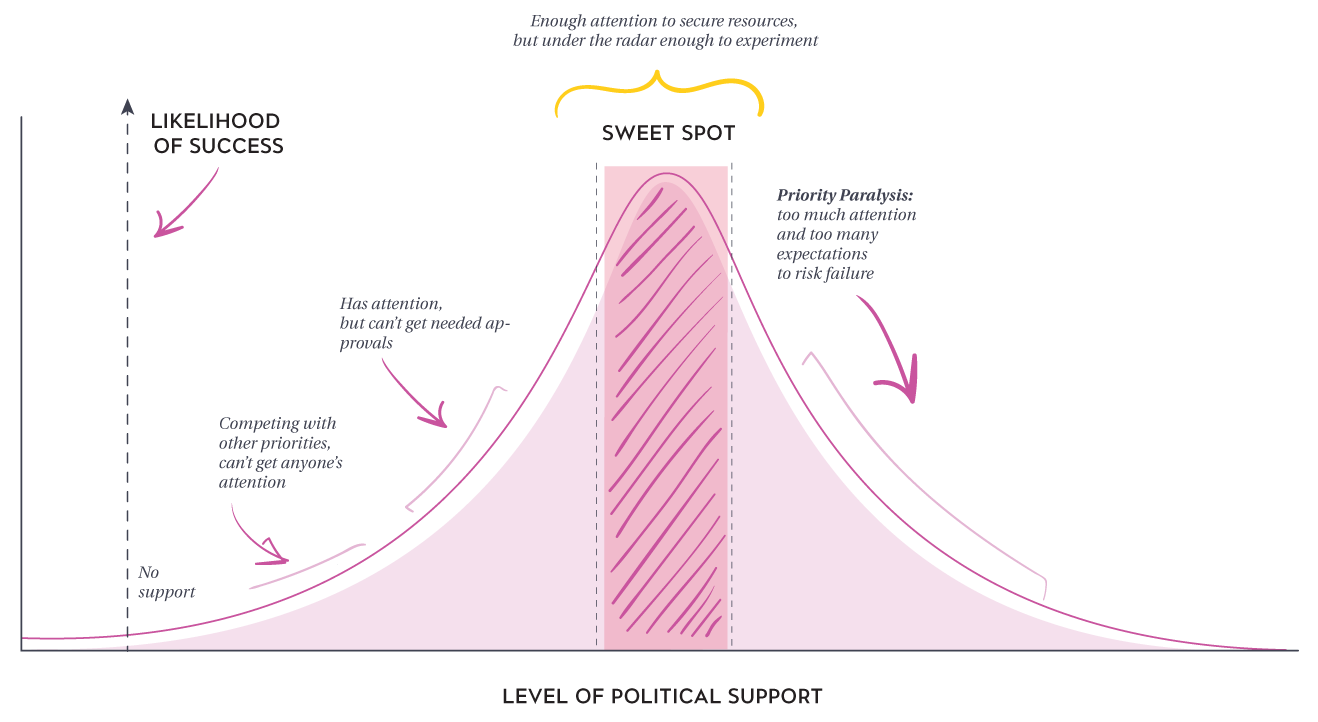 Enough attention to secure resources,
but under the radar enough to experiment
LIKELIHOOD
OF SUCCESS
SWEET SPOT
Priority Paralysis:
too much attention
and too many
expectations
to risk failure
Has attention,
but can't get needed ap-
provals
Competing with
other priorities,
can't get anyone's
attention
No
support
LEVEL OF POLITICAL SUPPORT